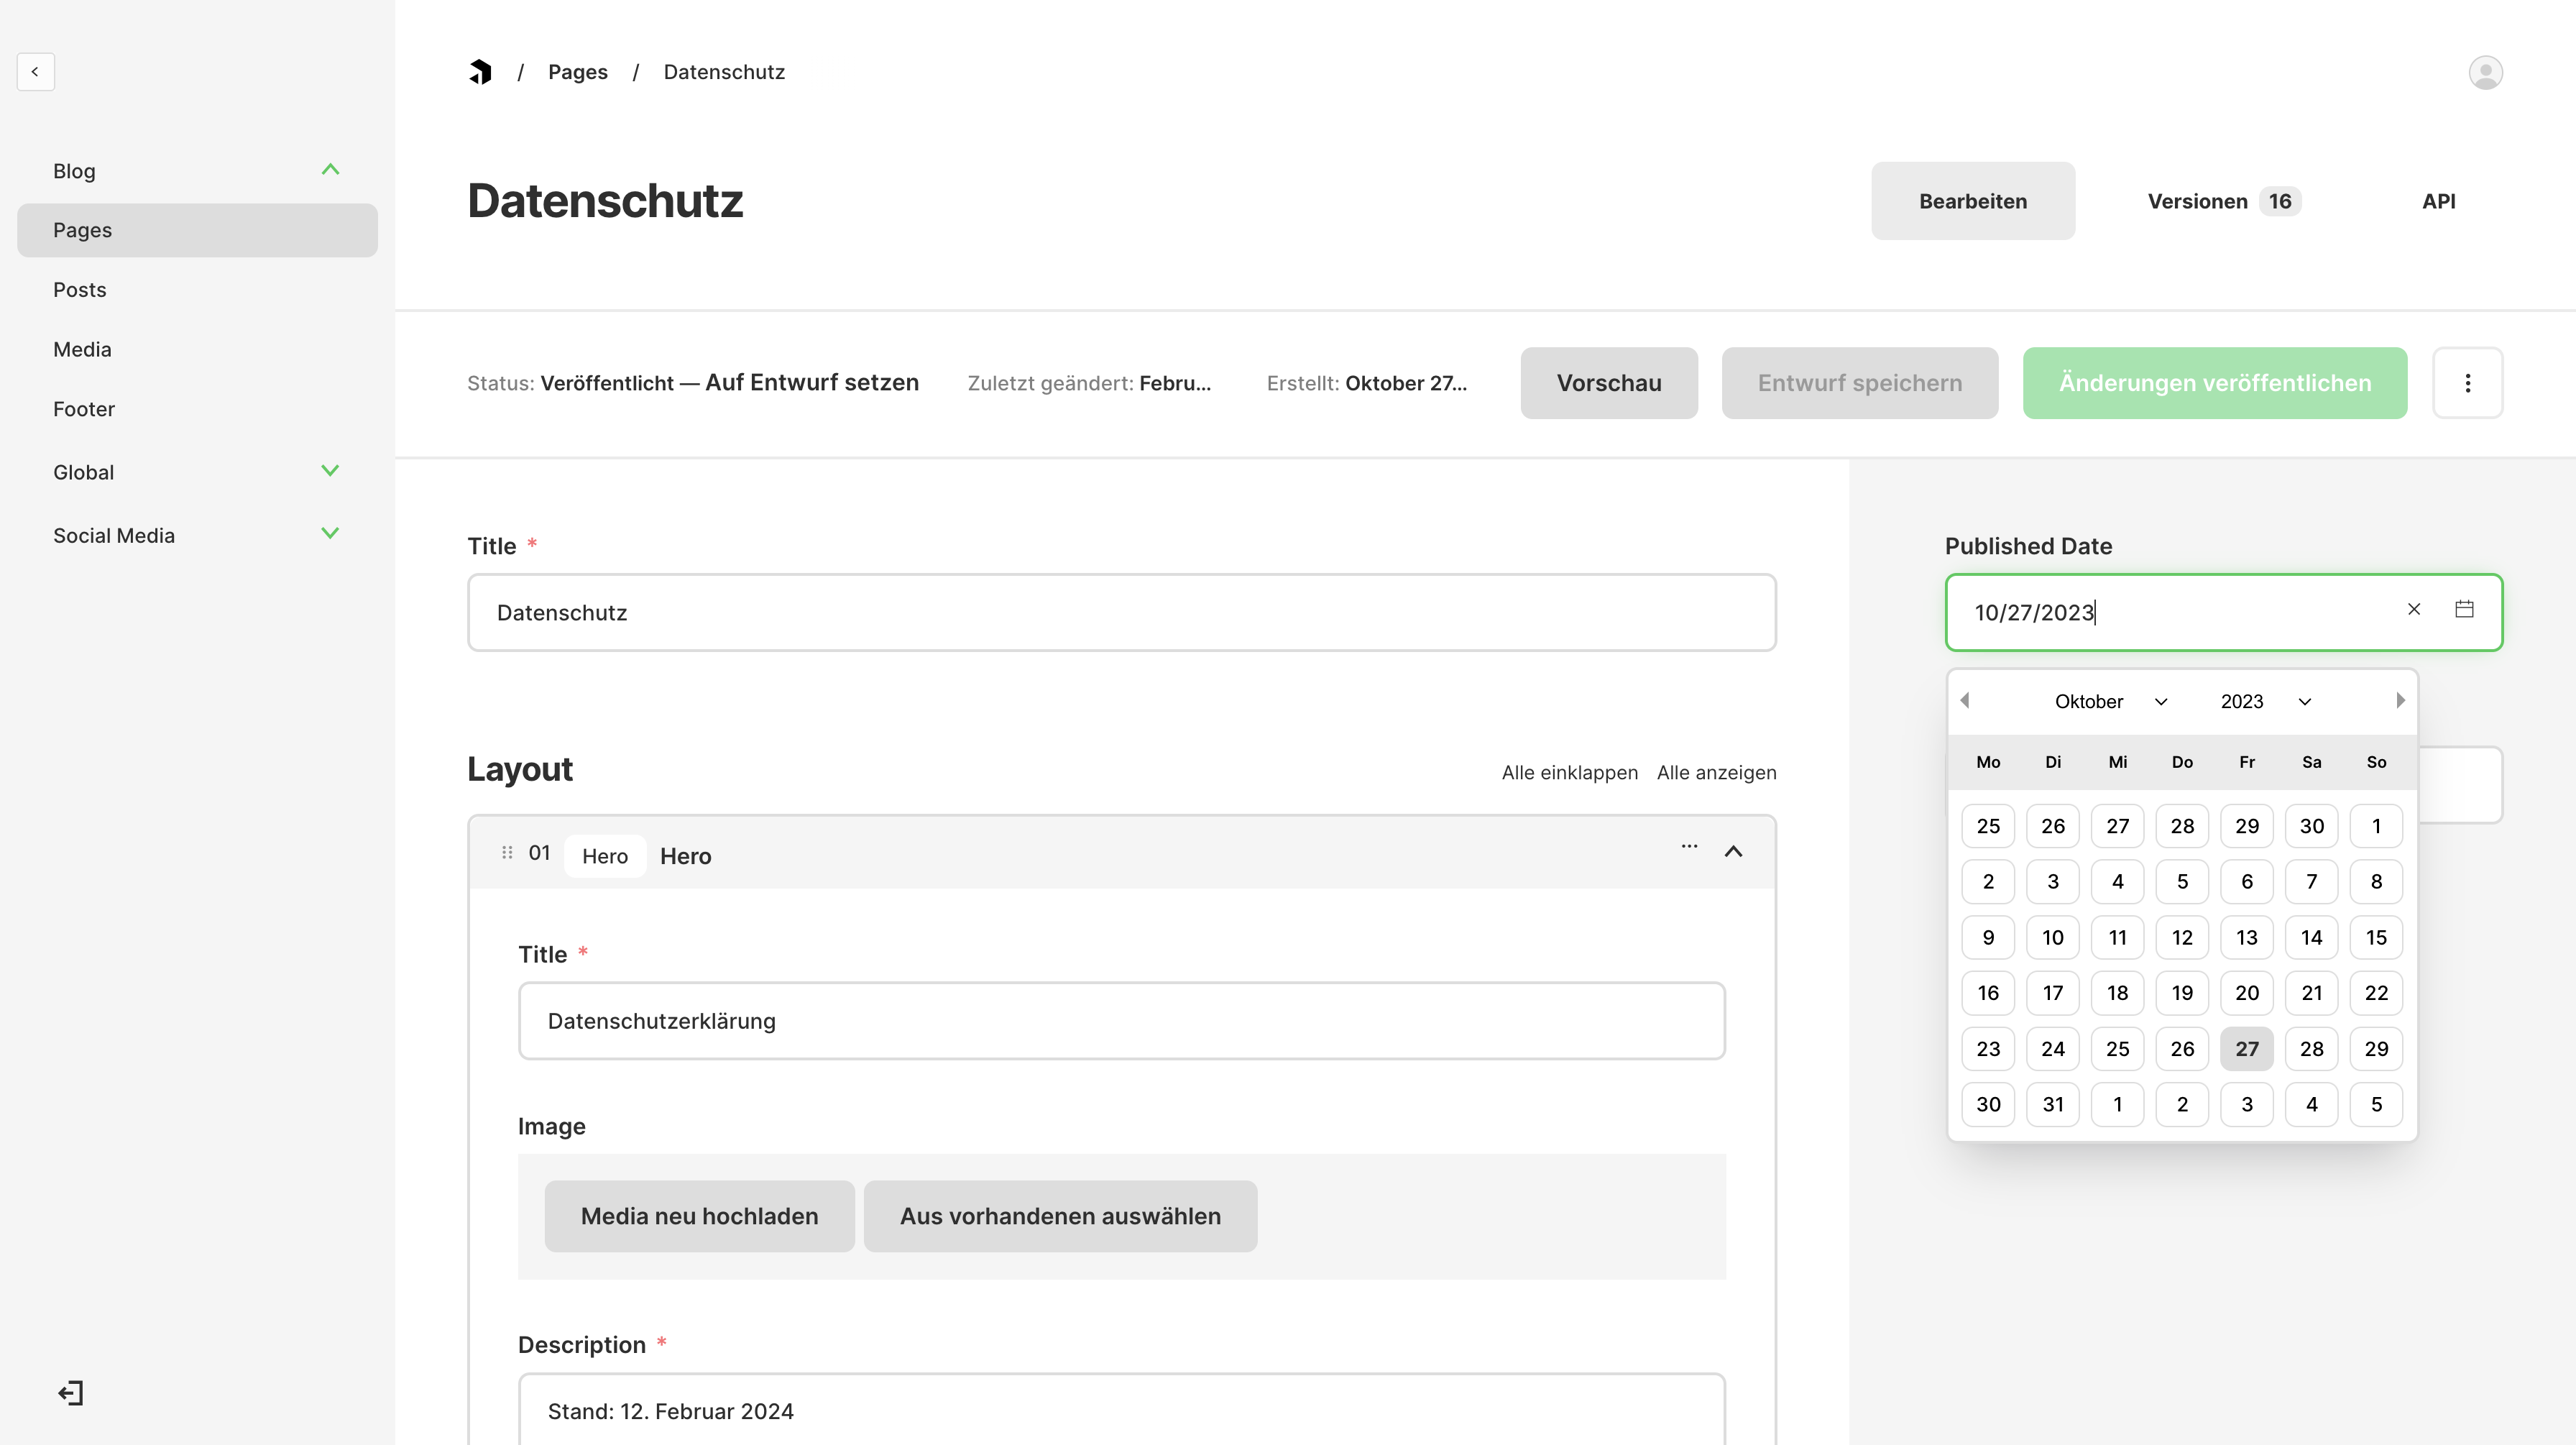 / Pages / Datenschutz
Blog
Pages
Posts
Media
Footer
Global
Social Media
Datenschutz
Bearbeiten
Versionen 16
API
Status: Veröffentlicht — Auf Entwurf setzen
Zuletzt geändert: Febru...
Erstellt: Oktober 27...
Vorschau
Entwurf speichern
Änderungen veröffentlichen
Title *
Datenschutz
Layout
Alle einklappen
Alle anzeigen
01 Hero Hero
Title *
Datenschutzerklärung
Image
Media neu hochladen
Aus vorhandenen auswählen
Description *
Stand: 12. Februar 2024
Published Date
10/27/2023
Oktober 2023
Mo Di Mi Do Fr Sa So
25 26 27 28 29 30 1
2 3 4 5 6 7 8
9 10 11 12 13 14 15
16 17 18 19 20 21 22
23 24 25 26 27 28 29
30 31 1 2 3 4 5